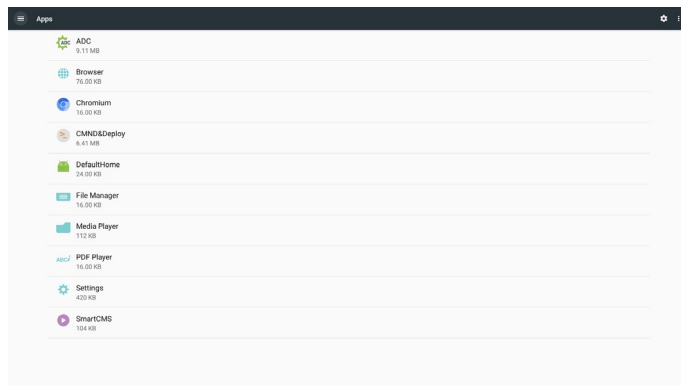 Apps
ADC
ADC
9.11 MB
Browser
76.00 KB
Chromium
16.00 KB
CMND&Deploy
6.41 MB
DefaultHome
24.00 KB
File Manager
16.00 KB
Media Player
112 KB
PDF Player
16.00 KB
Settings
420 KB
SmartCMS
104 KB